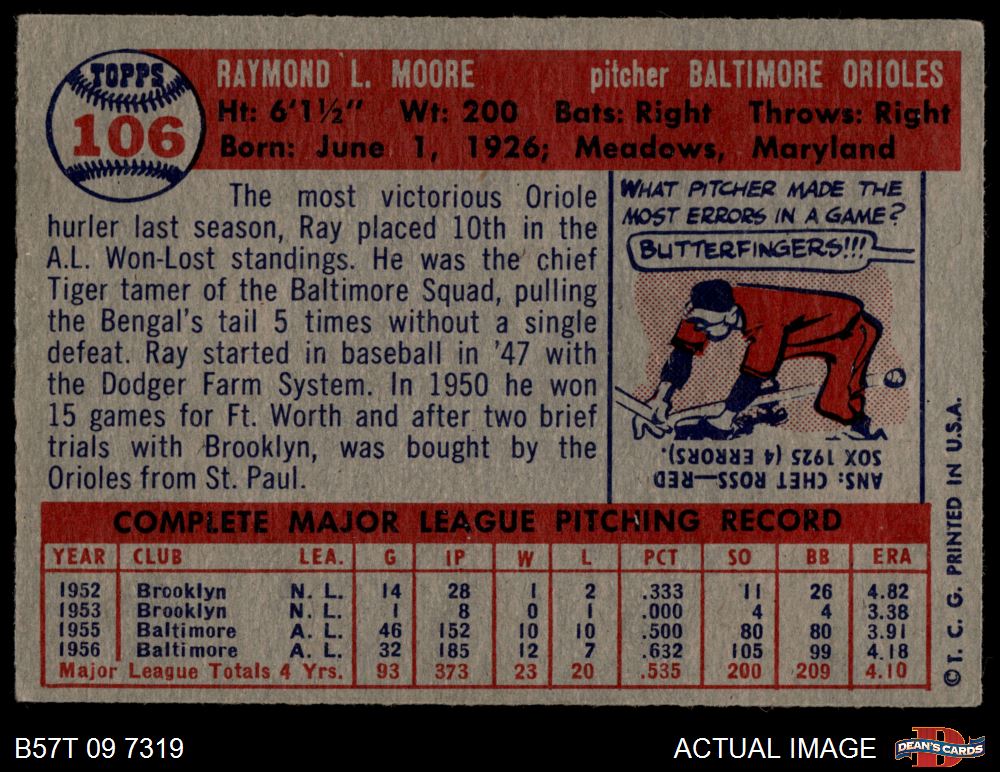 TOPPS
106
RAYMOND L. MOORE pitcher BALTIMORE ORIOLES
Ht: 6'1½" Wt: 200 Bats: Right Throws: Right
Born: June 1, 1926; Meadows, Maryland
The most victorious Oriole
hurler last season, Ray placed 10th in the
A.L. Won-Lost standings. He was the chief
Tiger tamer of the Baltimore Squad, pulling
the Bengal's tail 5 times without a single
defeat. Ray started in baseball in '47 with
the Dodger Farm System. In 1950 he won
15 games for Ft. Worth and after two brief
trials with Brooklyn, was bought by the
Orioles from St. Paul.
WHAT PITCHER MADE THE
MOST ERRORS IN A GAME?
BUTTERFINGERS!!!
ANS: CHET ROSS—RED
SOX 1925 (4 ERRORS).
COMPLETE MAJOR LEAGUE PITCHING RECORD
YEAR CLUB LEA. G IP W L PCT SO BB ERA
1952 Brooklyn N. L. 14 28 1 2 .333 11 26 4.82
1953 Brooklyn N. L. 1 8 0 1 .000 4 4 3.38
1955 Baltimore A. L. 46 152 10 10 .500 80 80 3.91
1956 Baltimore A. L. 32 185 12 7 .632 105 99 4.18
Major League Totals 4 Yrs. 93 373 23 20 .535 200 209 4.10
©T. C. G. PRINTED IN U.S.A.
B57T 09 7319
ACTUAL IMAGE
DEAN'S CARDS